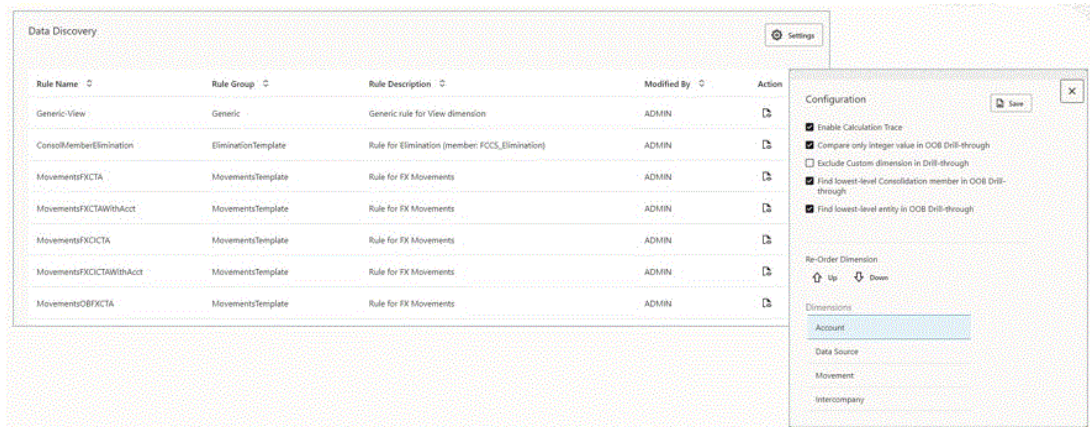 Data Discovery
Settings
Rule Name Rule Group Rule Description Modified By Action
Generic-View Generic Generic rule for View dimension ADMIN
ConsolMemberElimination EliminationTemplate Rule for Elimination (member: FCCS_Elimination) ADMIN
MovementsFXCTA MovementsTemplate Rule for FX Movements ADMIN
MovementsFXCTAWithAcct MovementsTemplate Rule for FX Movements ADMIN
MovementsFXCICTA MovementsTemplate Rule for FX Movements ADMIN
MovementsFXCICTAWithAcct MovementsTemplate Rule for FX Movements ADMIN
MovementsOBFXCTA MovementsTemplate Rule for FX Movements ADMIN
Configuration
Save
Enable Calculation Trace
Compare only integer value in OOB Drill-through
Exclude Custom dimension in Drill-through
Find lowest-level Consolidation member in OOB Drill-
through
Find lowest-level entity in OOB Drill-through
Re-Order Dimension
Up Down
Dimensions
Account
Data Source
Movement
Intercompany